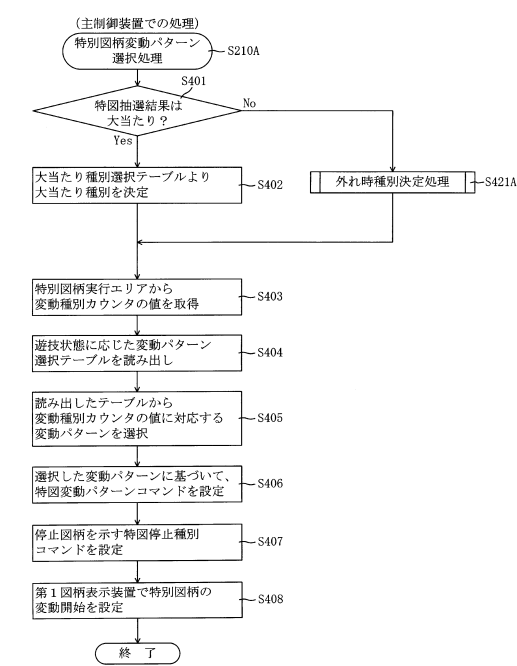 (主制御装置での処理)
特別図柄変動パターン
選択処理
S210A
S401
特図抽選結果は
大当たり？
No
Yes
大当たり種別選択テーブルより
大当たり種別を決定
S402
外れ時種別決定処理
S421A
特別図柄実行エリアから
変動種別カウンタの値を取得
S403
遊技状態に応じた変動パターン
選択テーブルを読み出し
S404
読み出したテーブルから
変動種別カウンタの値に対応する
変動パターンを選択
S405
選択した変動パターンに基づいて、
特図変動パターンコマンドを設定
S406
停止図柄を示す特図停止種別
コマンドを設定
S407
第１図柄表示装置で特別図柄の
変動開始を設定
S408
終 了